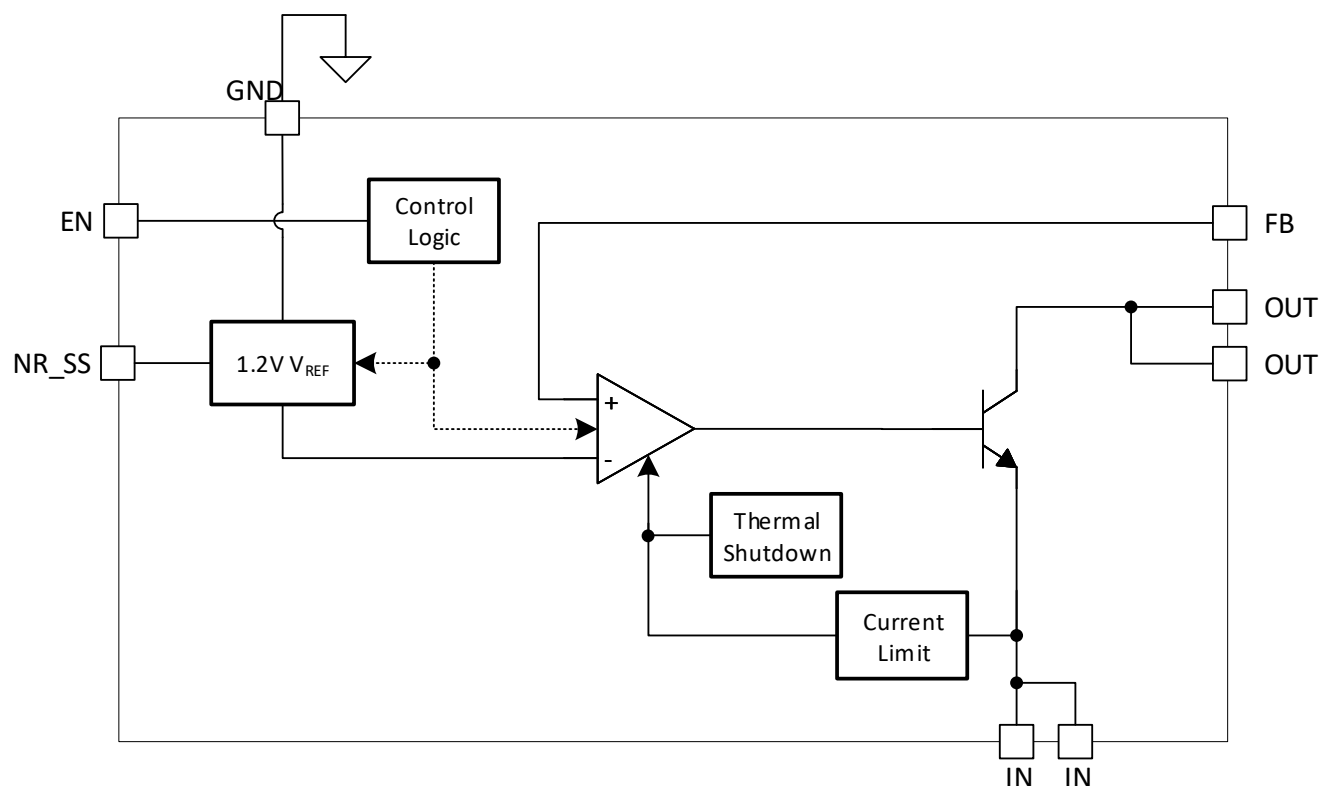 GND
EN
Control
Logic
FB
OUT
NR_SS
1.2V VREF
OUT
+
-
Thermal
Shutdown
Current
Limit
IN
IN